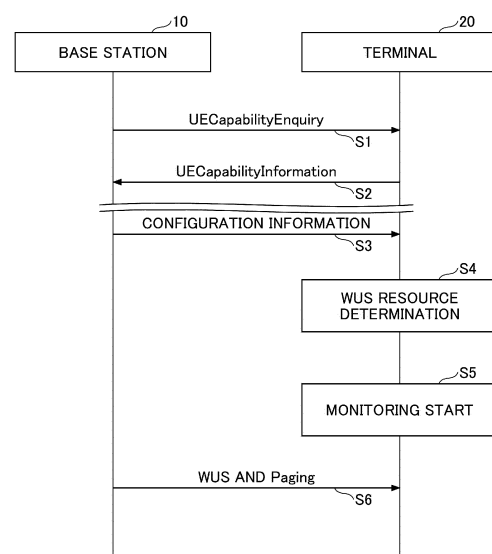 10
20
BASE STATION
TERMINAL
UECapabilityEnquiry
S1
UECapabilityInformation
S2
CONFIGURATION INFORMATION
S3
S4
WUS RESOURCE
DETERMINATION
S5
MONITORING START
WUS AND Paging
S6